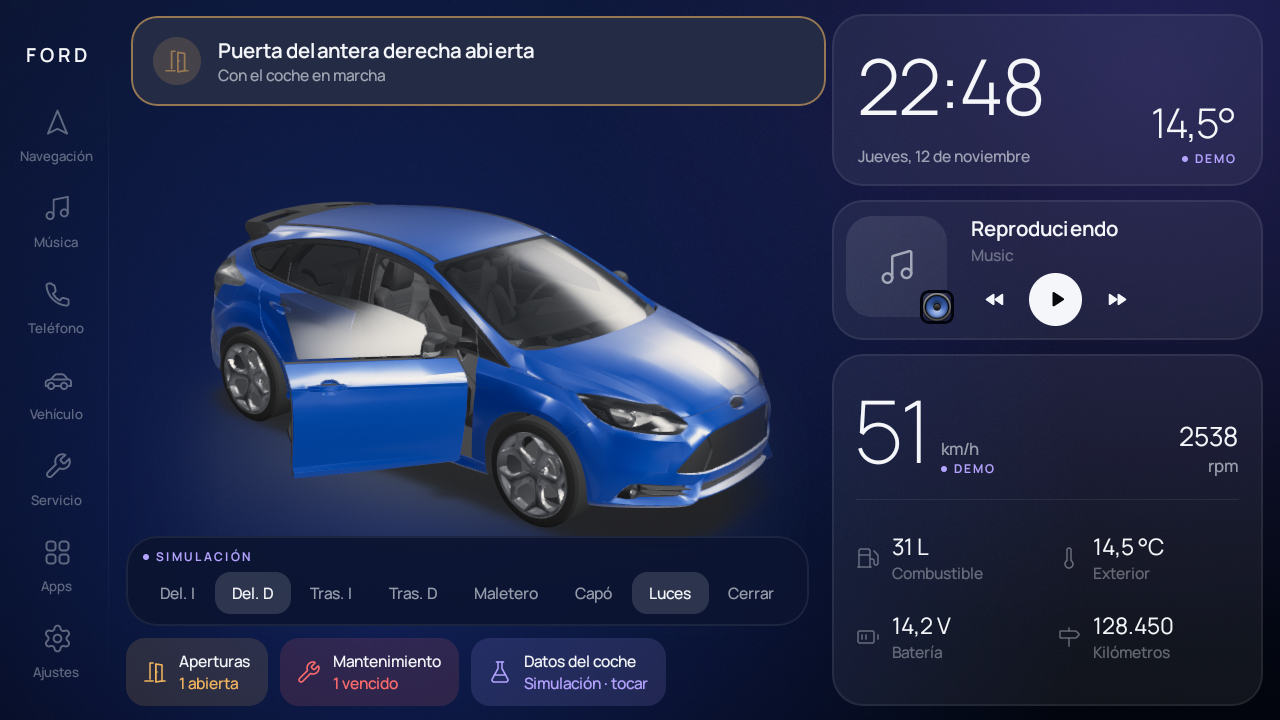 FORD
Navegación
Música
Teléfono
Vehículo
Servicio
Apps
Ajustes
Puerta delantera derecha abierta
Con el coche en marcha
SIMULACIÓN
Del. I
Del. D
Tras. I
Tras. D
Maletero
Capó
Luces
Cerrar
Aperturas
1 abierta
Mantenimiento
1 vencido
Datos del coche
Simulación · tocar
22:48
Jueves, 12 de noviembre
14,5°
DEMO
Reproduciendo
Music
51 km/h
DEMO
2538
rpm
31 L
Combustible
14,5 °C
Exterior
14,2 V
Batería
128.450
Kilómetros